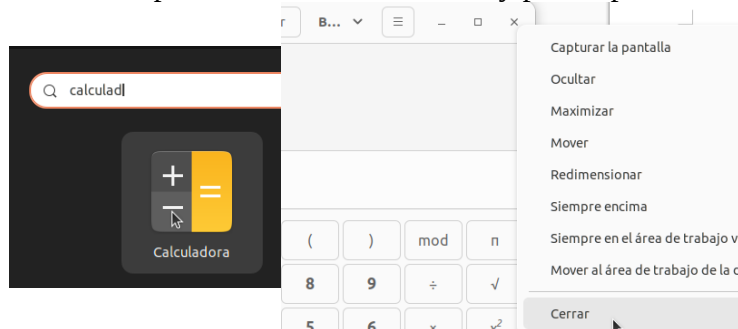 calculad
Calculadora
r B...
( ) mod π
8 9 ÷ √
5 6 × x²
Capturar la pantalla
Ocultar
Maximizar
Mover
Redimensionar
Siempre encima
Siempre en el área de trabajo v
Mover al área de trabajo de la
Cerrar